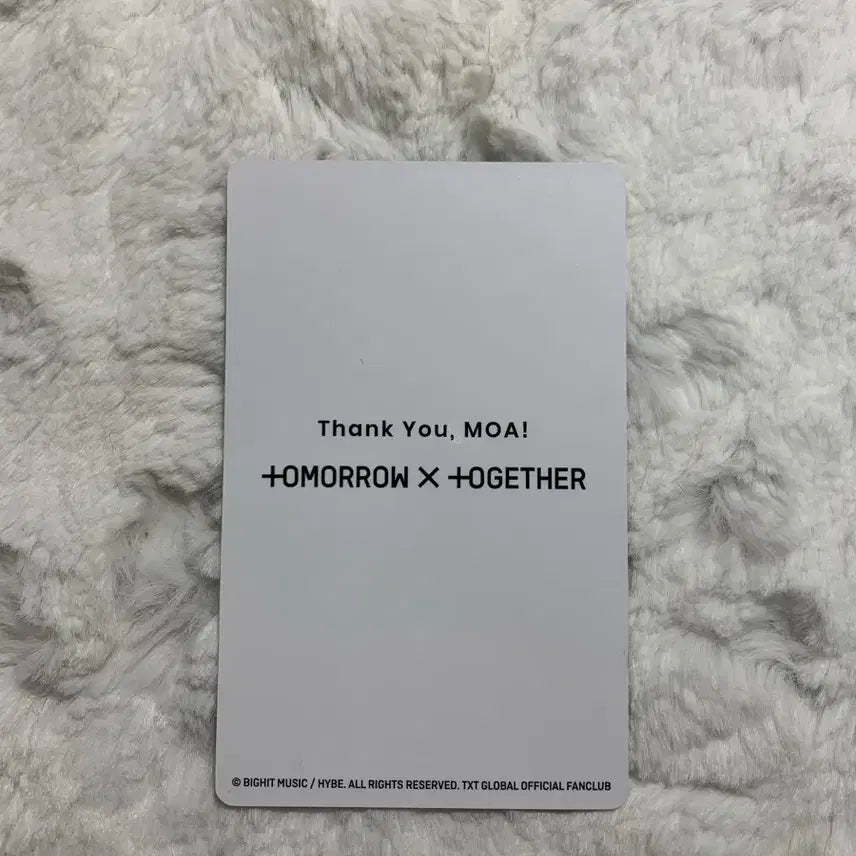 Thank You, MOA!
TOMORROW X TOGETHER
© BIGHIT MUSIC / HYBE. ALL RIGHTS RESERVED. TXT GLOBAL OFFICIAL FANCLUB